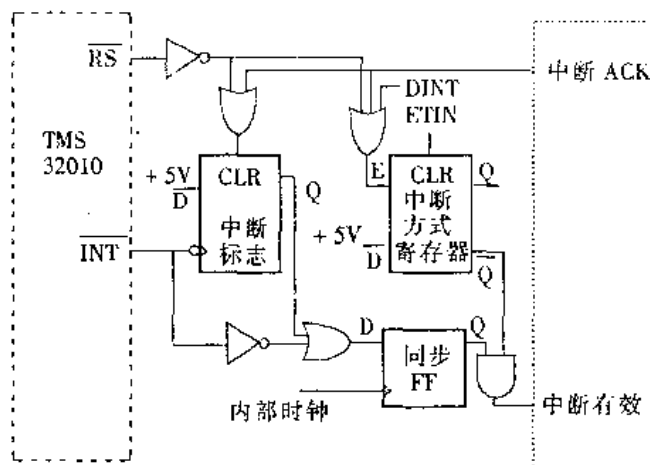 RS
中断 ACK
DINT
ETIN
TMS
32010
+5V
D
CLR
Q
中断
标志
E
CLR
Q
中断
方式
寄存器
+5V
D
Q
INT
D
同步
FF
Q
内部时钟
中断有效